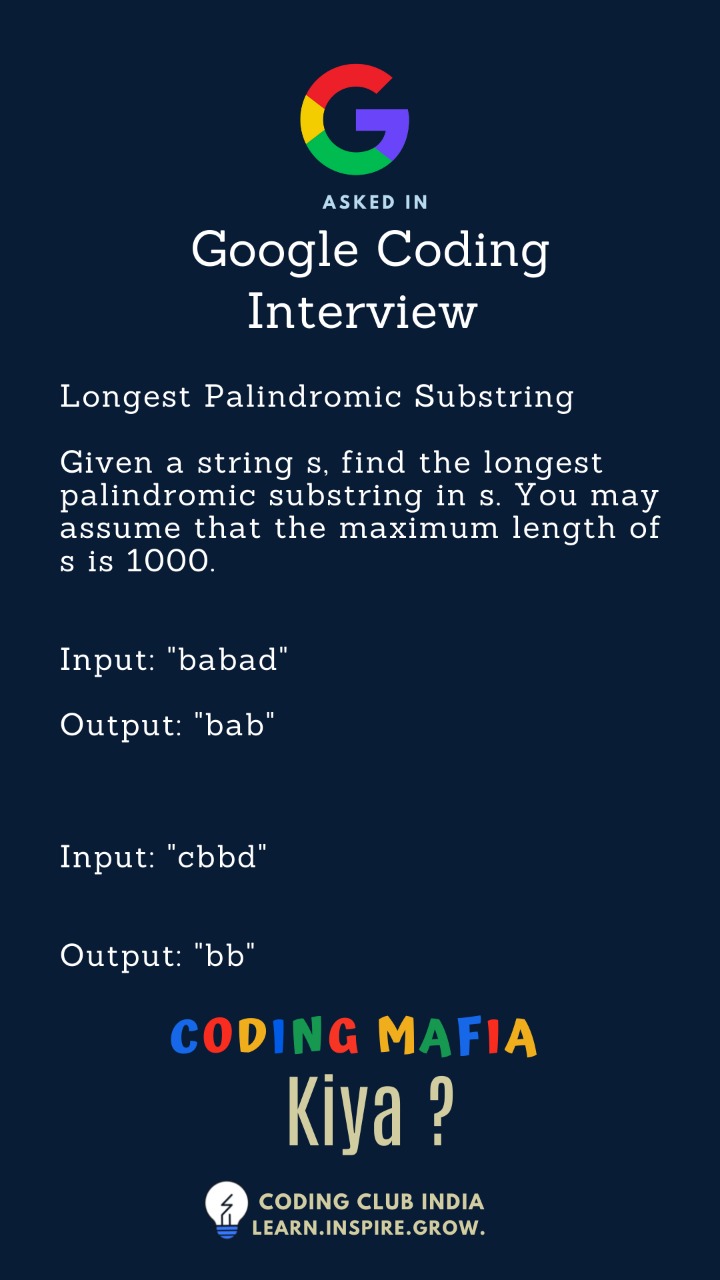 G
ASKED IN
Google Coding
Interview
Longest Palindromic Substring
Given a string s, find the longest
palindromic substring in s. You may
assume that the maximum length of
s is 1000.
Input: "babad"
Output: "bab"
Input: "cbbd"
Output: "bb"
CODING MAFIA
Kiya ?
CODING CLUB INDIA
LEARN.INSPIRE.GROW.